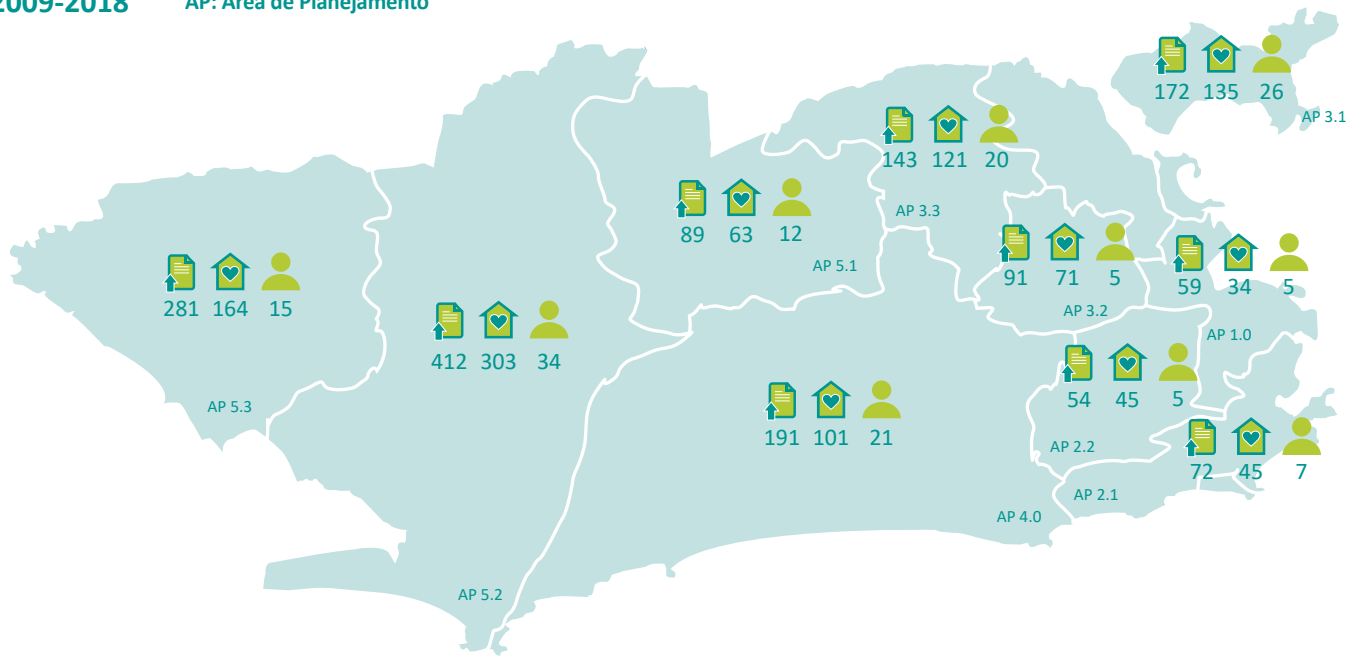 2009-2018 AP: Área de Planejamento
172 135 26
AP 3.1
143 121 20
AP 3.3
89 63 12
AP 5.1
91 71 5
AP 3.2
59 34 5
AP 1.0
281 164 15
AP 5.3
412 303 34
AP 5.2
191 101 21
AP 4.0
54 45 5
AP 2.2
72 45 7
AP 2.1